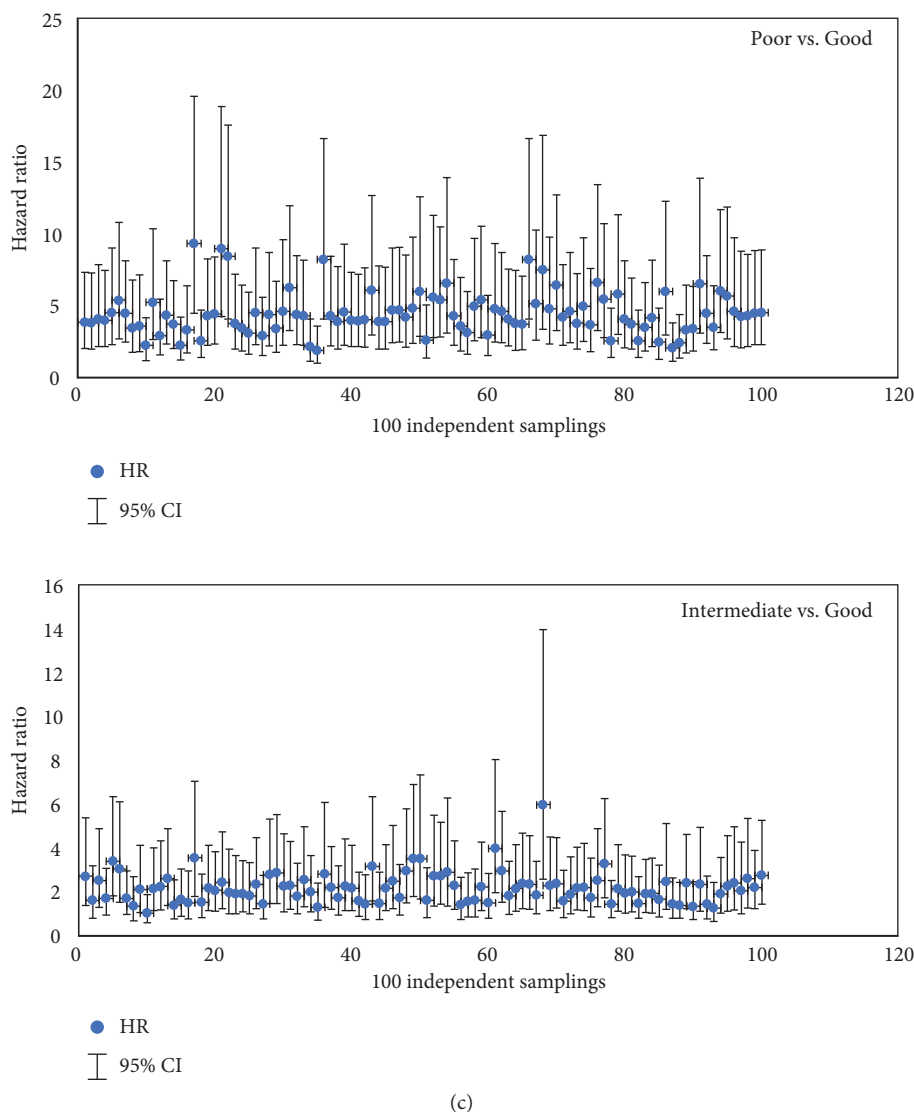 25
Poor vs. Good
20
15
10
5
0
Hazard ratio
0 20 40 60 80 100 120
100 independent samplings
HR
95% CI
16
Intermediate vs. Good
14
12
10
8
6
4
2
0
Hazard ratio
0 20 40 60 80 100 120
100 independent samplings
HR
95% CI
(c)